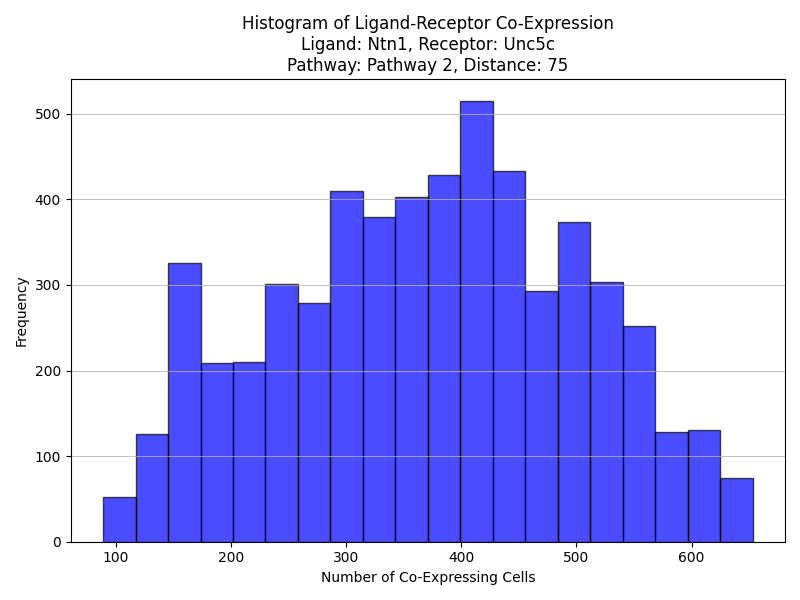 Histogram of Ligand-Receptor Co-Expression
Ligand: Ntn1, Receptor: Unc5c
Pathway: Pathway 2, Distance: 75
500
400
300
200
100
0
Frequency
100 200 300 400 500 600
Number of Co-Expressing Cells